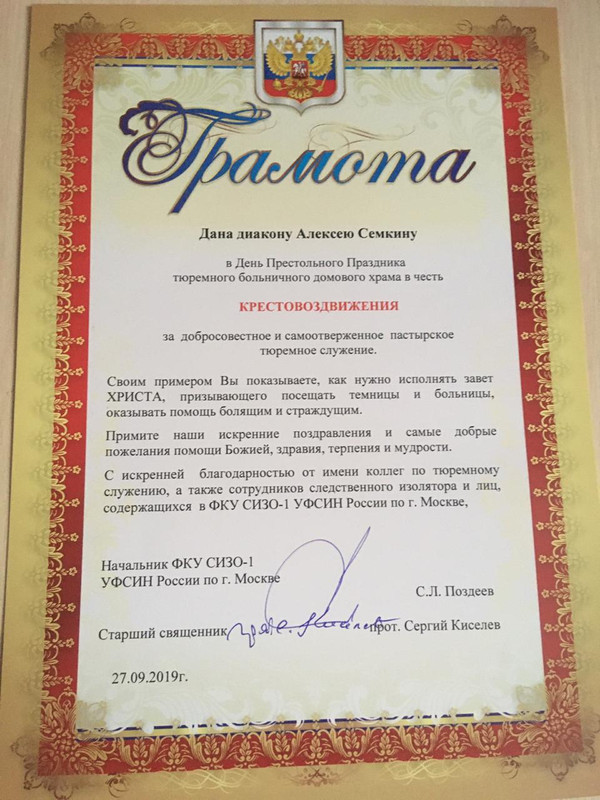 Грамота
Дана диакону Алексею Семкину
в День Престольного Праздника
тюремного больничного домового храма в честь
КРЕСТОВОЗДВИЖЕНИЯ
за добросовестное и самоотверженное пастырское
тюремное служение.
Своим примером Вы показываете, как нужно исполнять завет
ХРИСТА, призывающего посещать темницы и больницы,
оказывать помощь болящим и страждущим.
Примите наши искренние поздравления и самые добрые
пожелания помощи Божией, здравия, терпения и мудрости.
С искренней благодарностью от имени коллег по тюремному
служению, а также сотрудников следственного изолятора и лиц,
содержащихся в ФКУ СИЗО-1 УФСИН России по г. Москве,
Начальник ФКУ СИЗО-1
УФСИН России по г. Москве
С.Л. Поздеев
Старший священник прот. Сергий Киселев
27.09.2019г.